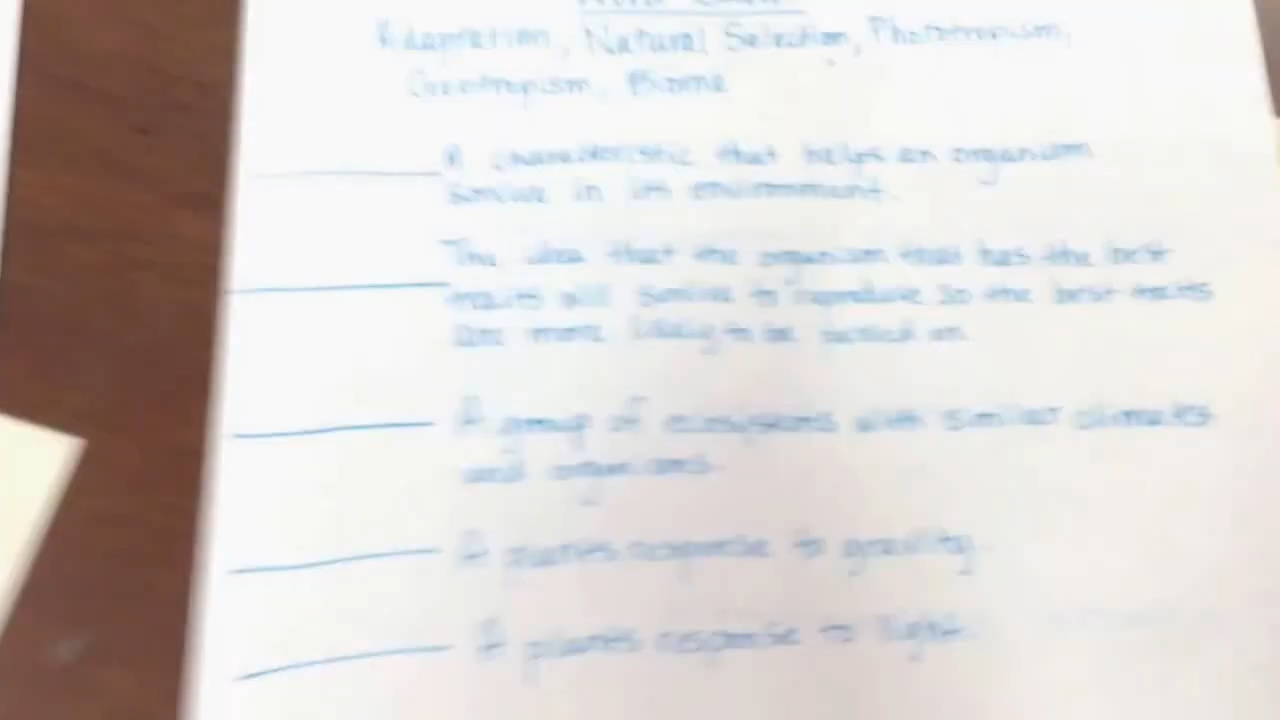 Adaptation, Natural Selection, Phototropism,
Geotropism, Biome
A characteristic that helps an organism
survive in its environment.
The idea that the organism that has the best
traits will survive to reproduce so the best traits
are more likely to be passed on.
A group of ecosystems with similar climates
and organisms.
A plants response to gravity.
A plants response to light.